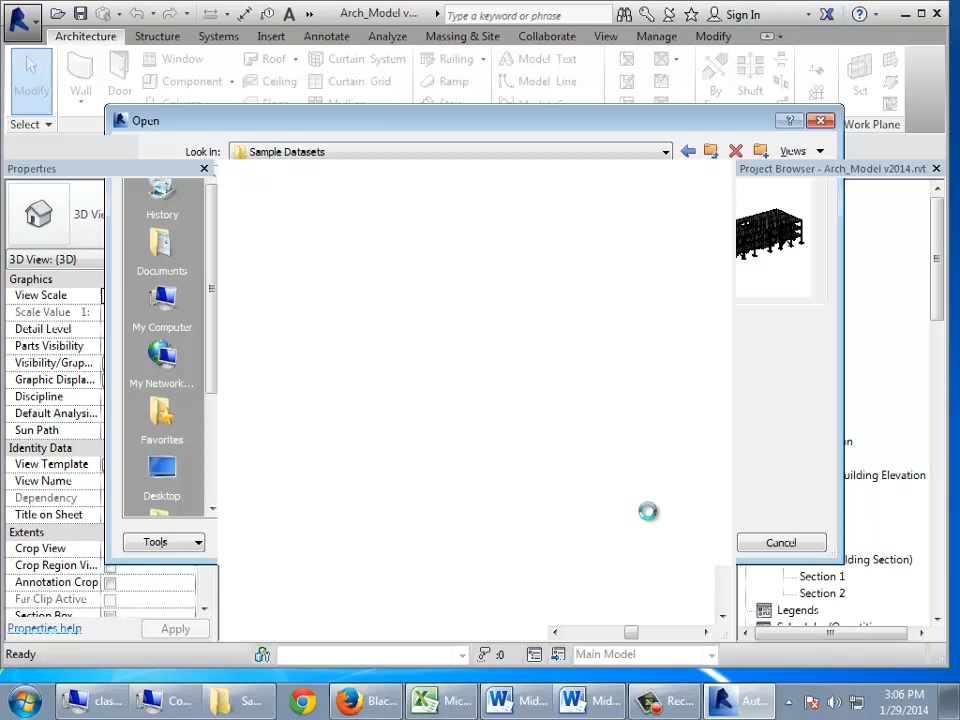 Arch_Model v...
Type a keyword or phrase
Sign In
Architecture Structure Systems Insert Annotate Analyze Massing & Site Collaborate View Manage Modify
Modify
Wall
Door
Window
Component
Roof
Ceiling
Curtain System
Curtain Grid
Railing
Ramp
Model Text
Model Line
By
Shaft
Set
Select
Work Plane
Open
Look In:
Sample Datasets
Views
Properties
Project Browser - Arch_Model v2014.rvt
3D Vi
3D View: {3D}
History
Documents
My Computer
My Network...
Favorites
Desktop
Tools
Cancel
Graphics
View Scale
Scale Value 1:
Detail Level
Parts Visibility
Visibility/Grap...
Graphic Displa...
Discipline
Default Analysi...
Sun Path
Identity Data
View Template
View Name
Dependency
Title on Sheet
Extents
Crop View
Crop Region Vi
Annotation Crop
Far Clip Active
Section Box
Properties help
Apply
on
uilding Elevation
lding Section)
Section 1
Section 2
Legends
Ready
:0
Main Model
clas...
Co...
Sa...
Blac...
Mic...
Mid...
Mid...
Rec...
Aut...
3:06 PM
1/29/2014